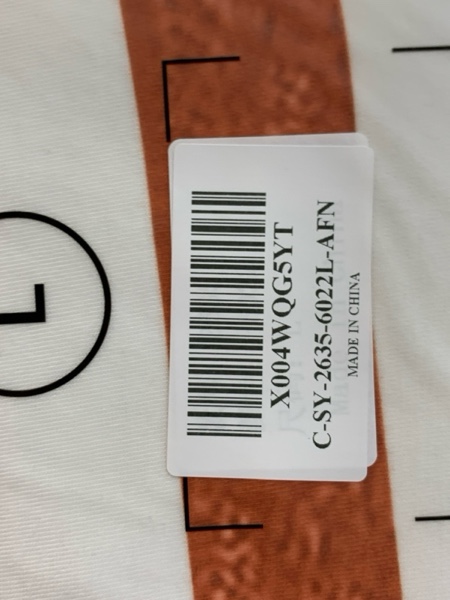 L
X004WQG5YT
C-SY-2635-6022L-AFN
MADE IN CHINA